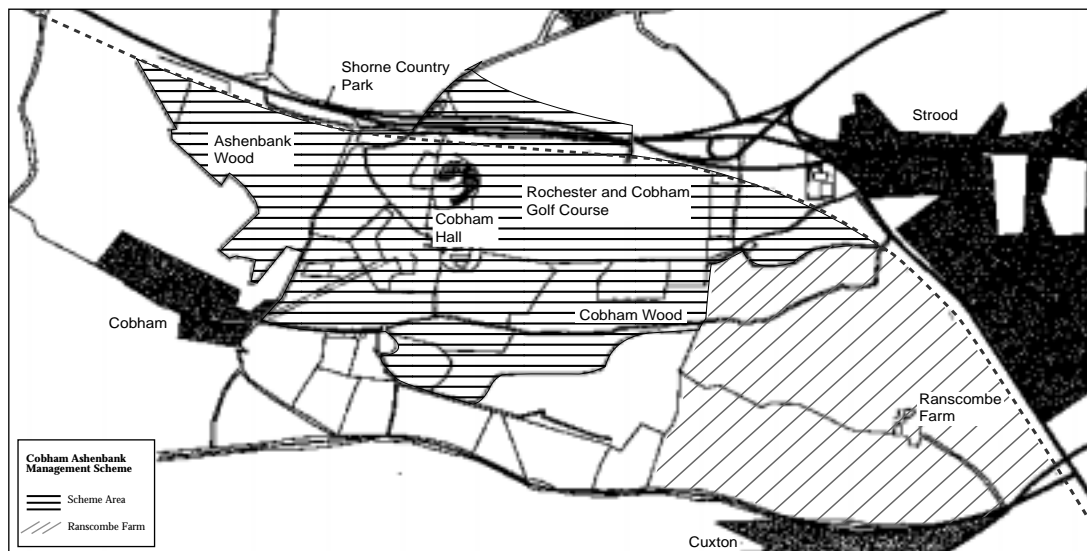 Shorne Country
Park
Strood
Ashenbank
Wood
Rochester and Cobham
Golf Course
Cobham
Hall
Cobham
Cobham Wood
Ranscombe
Farm
Cobham Ashenbank
Management Scheme
Scheme Area
Ranscombe Farm
Cuxton